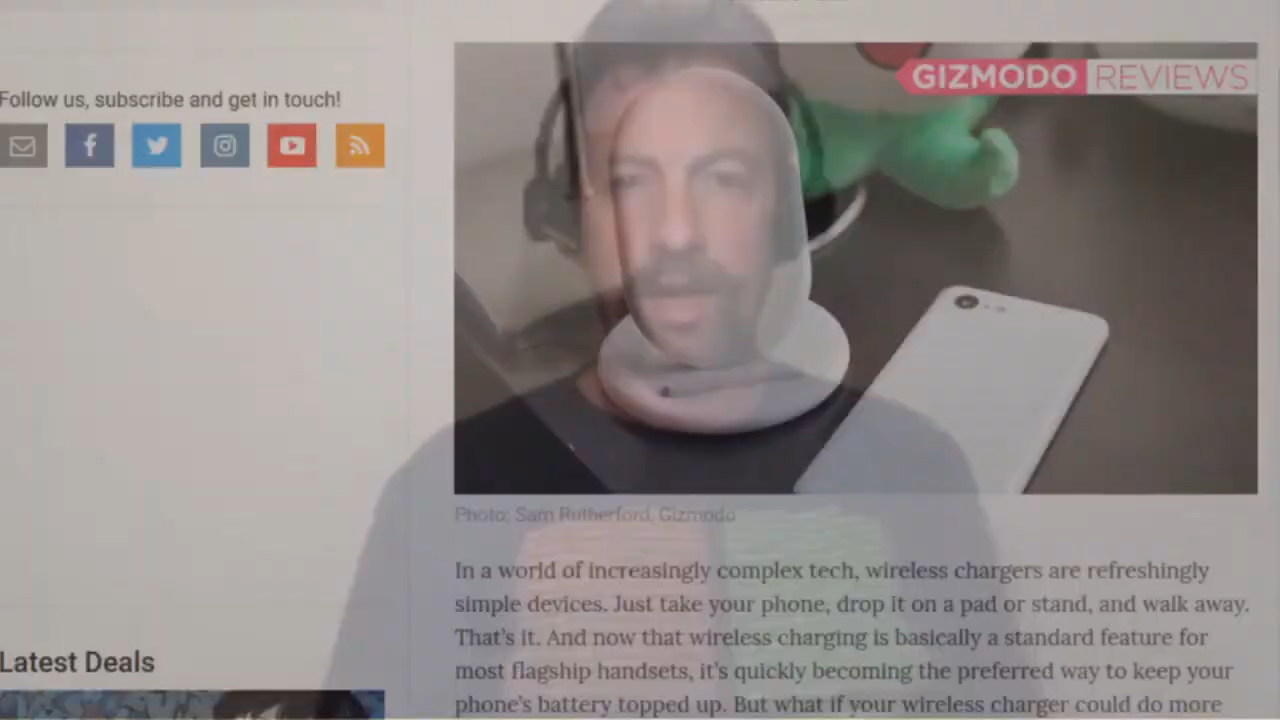 GIZMODO REVIEWS
Follow us, subscribe and get in touch!
Photo: Sam Rutherford, Gizmodo
In a world of increasingly complex tech, wireless chargers are refreshingly
simple devices. Just take your phone, drop it on a pad or stand, and walk away.
That's it. And now that wireless charging is basically a standard feature for
most flagship handsets, it's quickly becoming the preferred way to keep your
phone's battery topped up. But what if your wireless charger could do more
Latest Deals